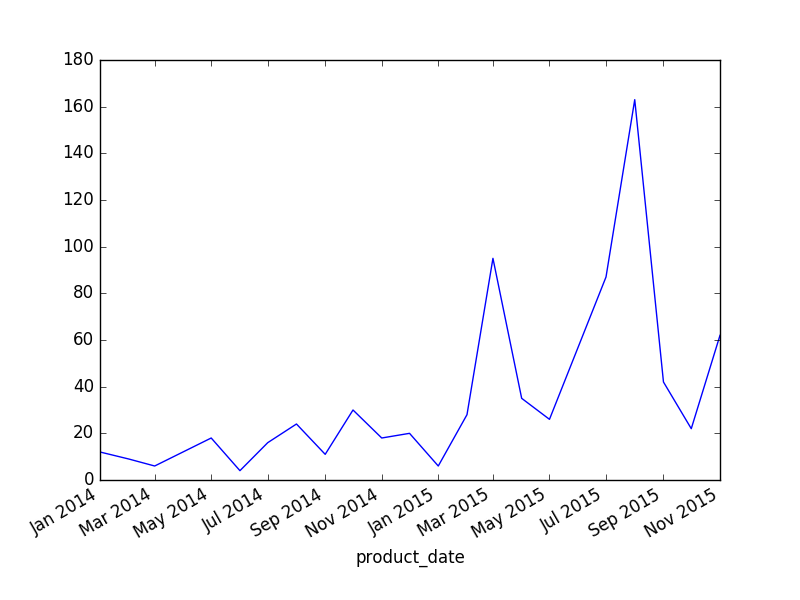 180
160
140
120
100
80
60
40
20
0
Jan 2014
Mar 2014
May 2014
Jul 2014
Sep 2014
Nov 2014
Jan 2015
Mar 2015
May 2015
Jul 2015
Sep 2015
Nov 2015
product_date